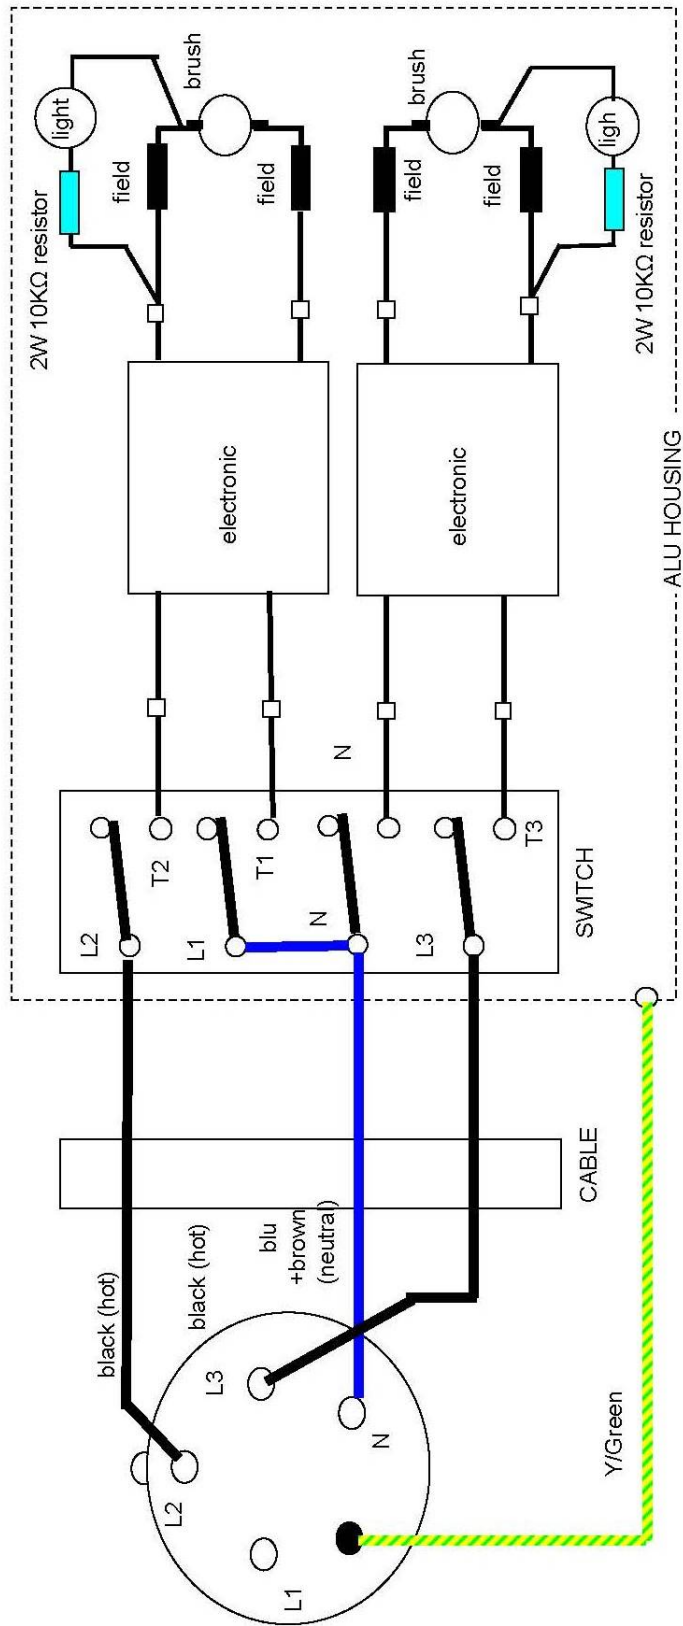 2W 10KΩ resistor
light
brush
field
field
brush
field
field
ligh
2W 10KΩ resistor
electronic
electronic
ALU HOUSING
N
T2
T1
T3
L2
L1
N
L3
SWITCH
CABLE
black (hot)
black (hot)
blu
+brown
(neutral)
L3
N
L2
L1
Y/Green